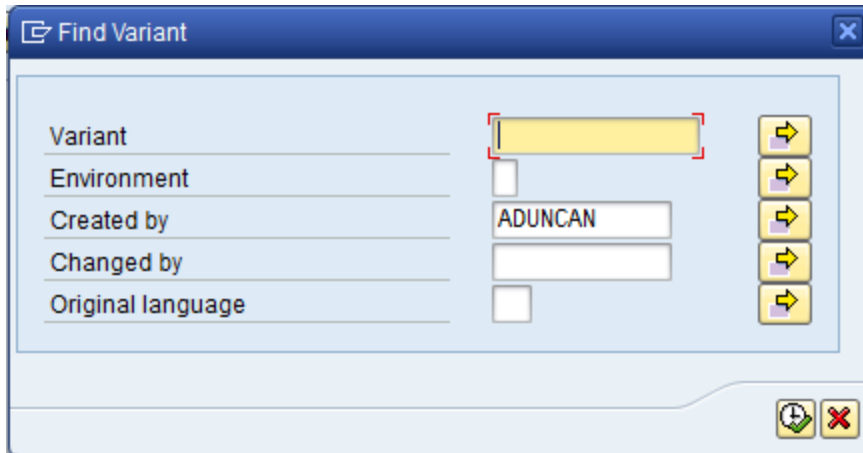 Find Variant
Variant
Environment
Created by ADUNCAN
Changed by
Original language